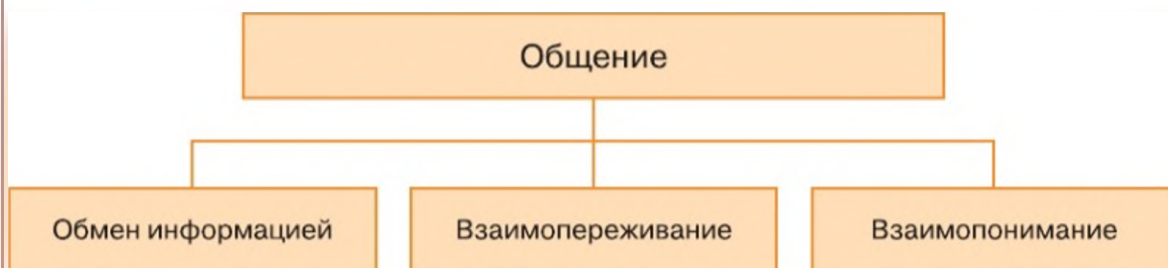 Общение
Обмен информацией
Взаимопереживание
Взаимопонимание